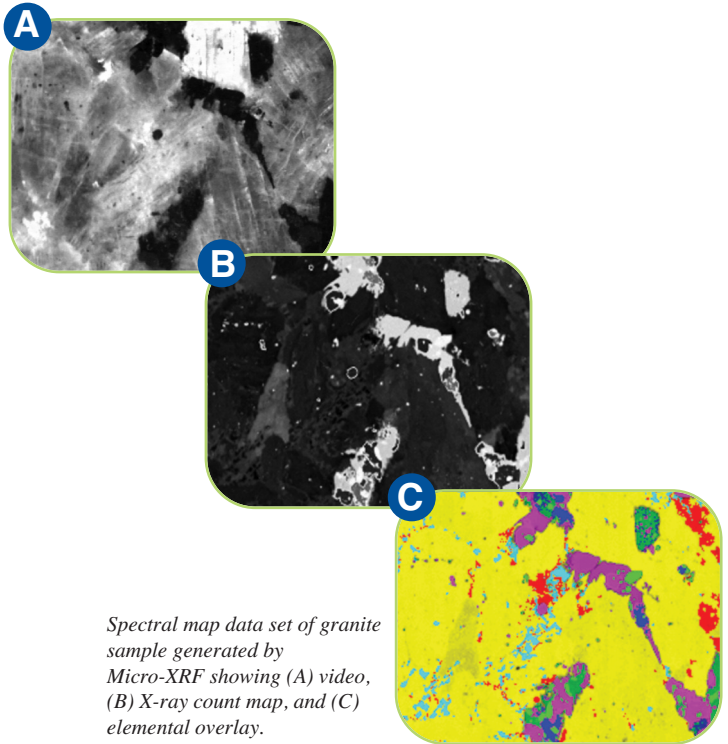 A
B
C
Spectral map data set of granite
sample generated by
Micro-XRF showing (A) video,
(B) X-ray count map, and (C)
elemental overlay.